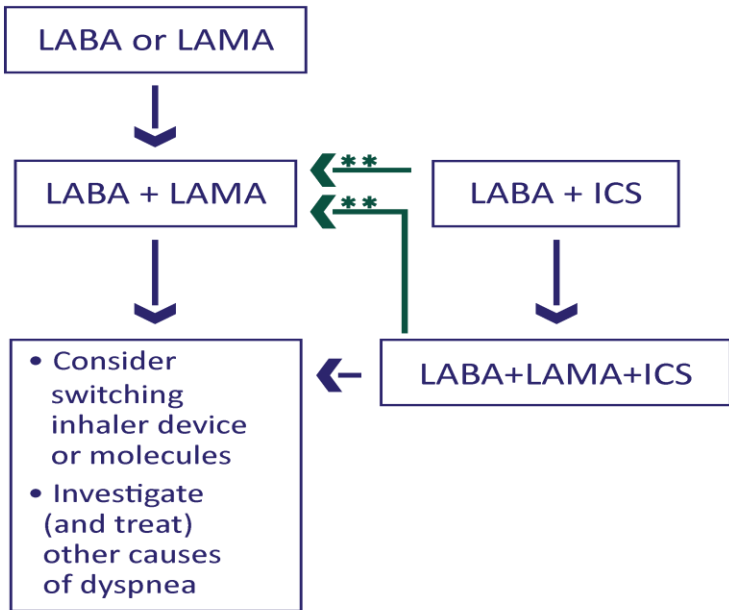 LABA or LAMA
LABA + LAMA
**
**
LABA + ICS
• Consider
switching
inhaler device
or molecules
• Investigate
(and treat)
other causes
of dyspnea
LABA+LAMA+ICS